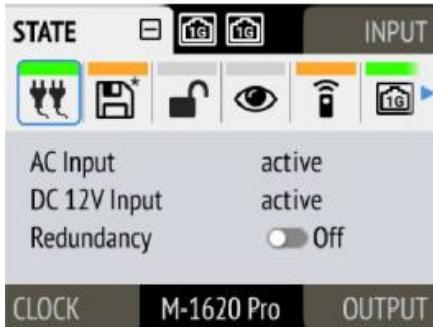 STATE 1G 1G INPUT
1G
AC Input active
DC 12V Input active
Redundancy Off
CLOCK M-1620 Pro OUTPUT